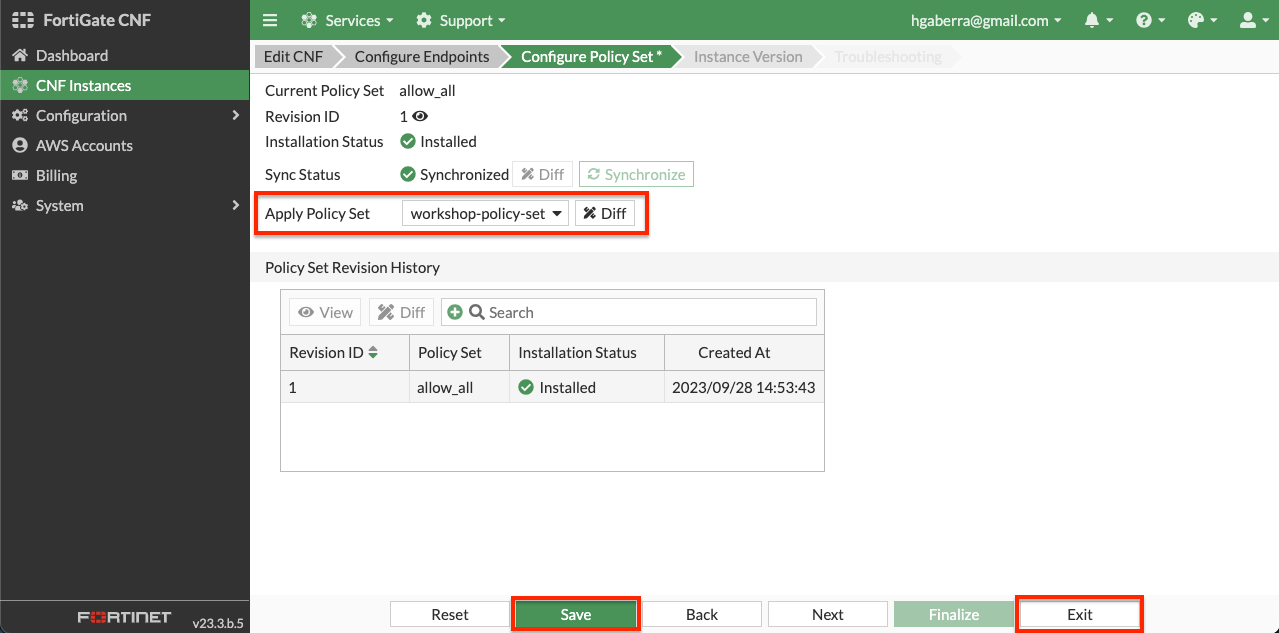 FortiGate CNF
Services
Support
hgaberra@gmail.com
Dashboard
CNF Instances
Configuration
AWS Accounts
Billing
System
Edit CNF
Configure Endpoints
Configure Policy Set *
Instance Version
Troubleshooting
Current Policy Set allow_all
Revision ID 1
Installation Status Installed
Sync Status Synchronized Diff Synchronize
Apply Policy Set workshop-policy-set Diff
Policy Set Revision History
View Diff Search
Revision ID Policy Set Installation Status Created At
1 allow_all Installed 2023/09/28 14:53:43
FORTINET v23.3.b.5
Reset Save Back Next Finalize Exit